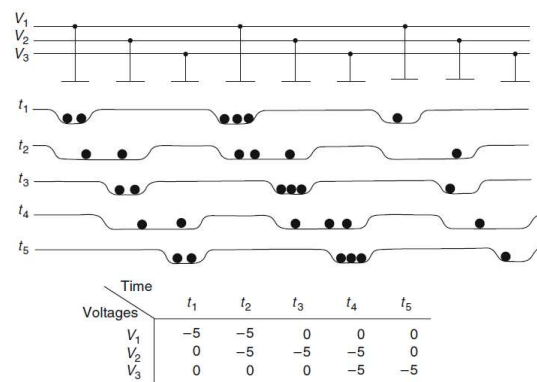 V₁
V₂
V₃
t₁
t₂
t₃
t₄
t₅
Time
Voltages t₁ t₂ t₃ t₄ t₅
V₁ −5 −5 0 0 0
V₂ 0 −5 −5 −5 0
V₃ 0 0 0 −5 −5